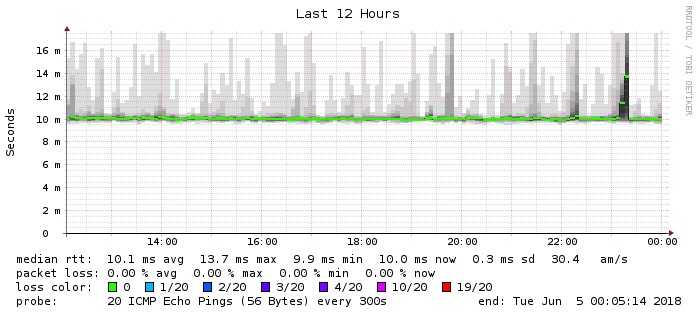 Last 12 Hours
RRDTOOL / TOBI OETIKER
Seconds
16 m
14 m
12 m
10 m
8 m
6 m
4 m
2 m
0
14:00 16:00 18:00 20:00 22:00 00:00
median rtt: 10.1 ms avg 13.7 ms max 9.9 ms min 10.0 ms now 0.3 ms sd 30.4 am/s
packet loss: 0.00 % avg 0.00 % max 0.00 % min 0.00 % now
loss color: 0 1/20 2/20 3/20 4/20 10/20 19/20
probe: 20 ICMP Echo Pings (56 Bytes) every 300s end: Tue Jun 5 00:05:14 2018